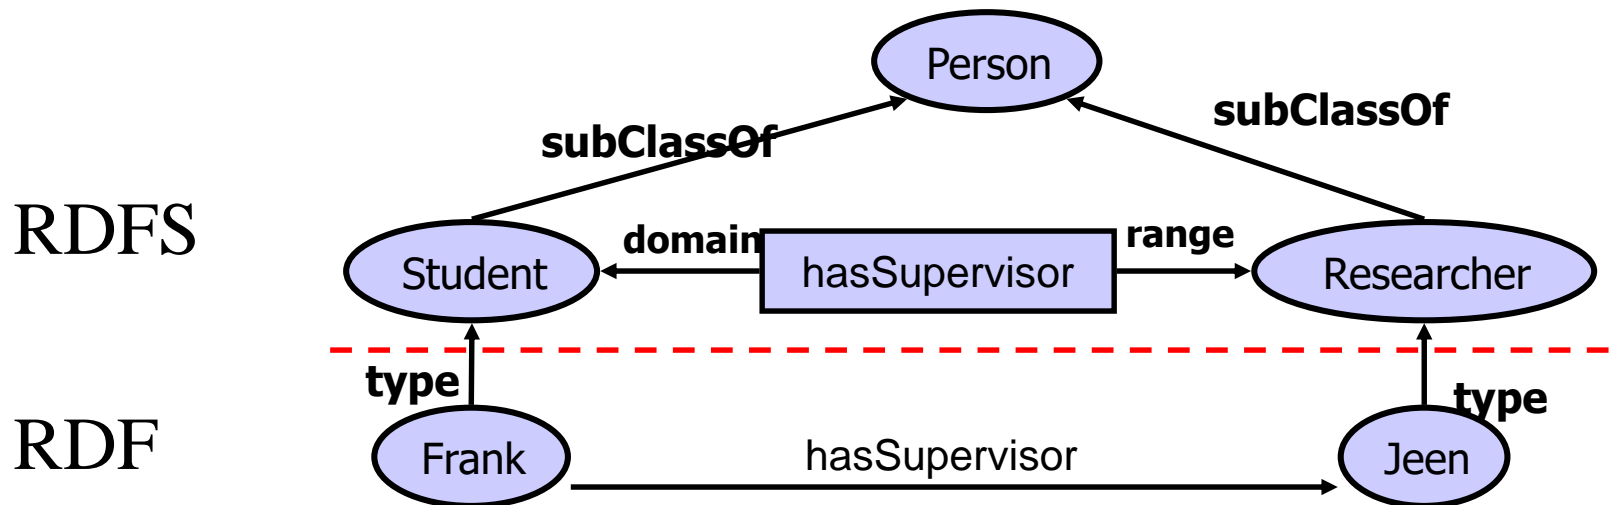 Person
subClassOf
subClassOf
RDFS
domain
range
Student
hasSupervisor
Researcher
type
type
RDF
Frank
hasSupervisor
Jeen